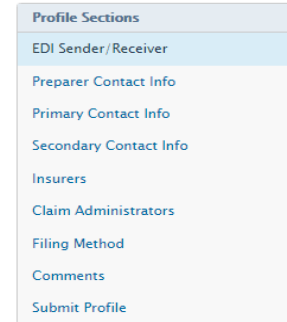 Profile Sections
EDI Sender/Receiver
Preparer Contact Info
Primary Contact Info
Secondary Contact Info
Insurers
Claim Administrators
Filing Method
Comments
Submit Profile